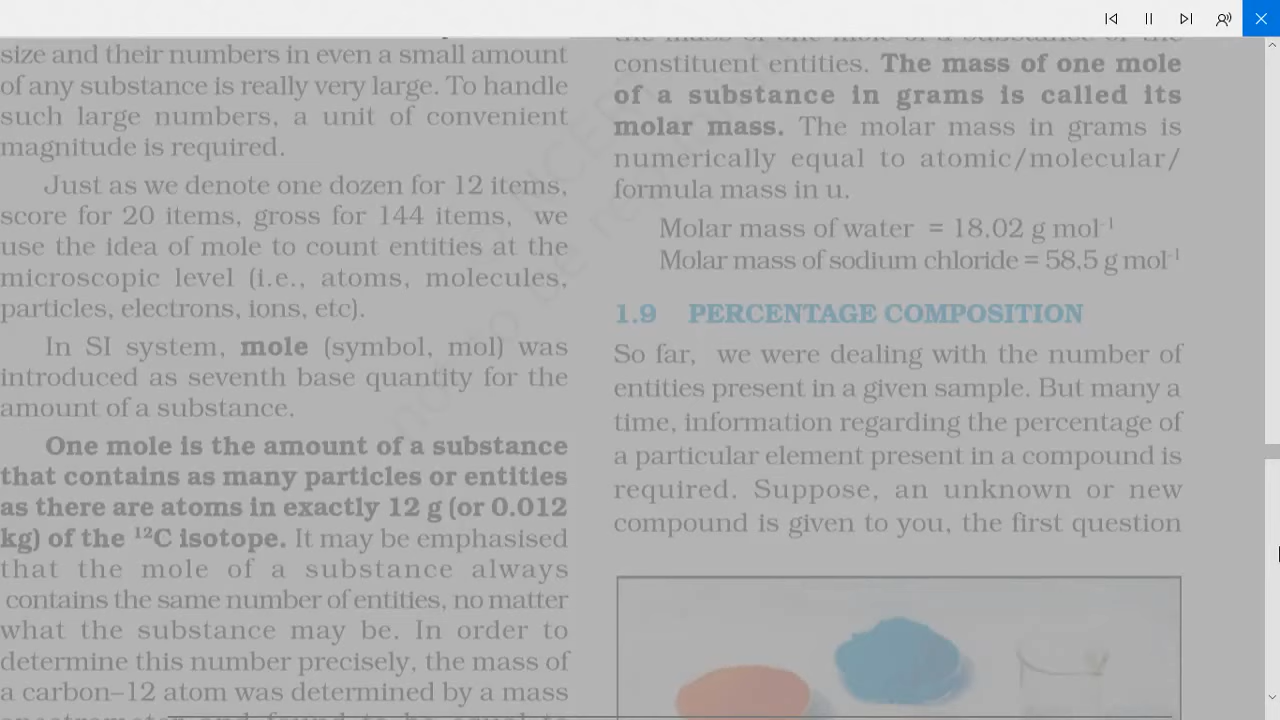 size and their numbers in even a small amount
of any substance is really very large. To handle
such large numbers, a unit of convenient
magnitude is required.
Just as we denote one dozen for 12 items,
score for 20 items, gross for 144 items, we
use the idea of mole to count entities at the
microscopic level (i.e., atoms, molecules,
particles, electrons, ions, etc).
In SI system, mole (symbol, mol) was
introduced as seventh base quantity for the
amount of a substance.
One mole is the amount of a substance
that contains as many particles or entities
as there are atoms in exactly 12 g (or 0.012
kg) of the ¹²C isotope. It may be emphasised
that the mole of a substance always
contains the same number of entities, no matter
what the substance may be. In order to
determine this number precisely, the mass of
a carbon–12 atom was determined by a mass
constituent entities. The mass of one mole
of a substance in grams is called its
molar mass. The molar mass in grams is
numerically equal to atomic/molecular/
formula mass in u.
Molar mass of water = 18.02 g mol⁻¹
Molar mass of sodium chloride = 58.5 g mol⁻¹
1.9 PERCENTAGE COMPOSITION
So far, we were dealing with the number of
entities present in a given sample. But many a
time, information regarding the percentage of
a particular element present in a compound is
required. Suppose, an unknown or new
compound is given to you, the first question